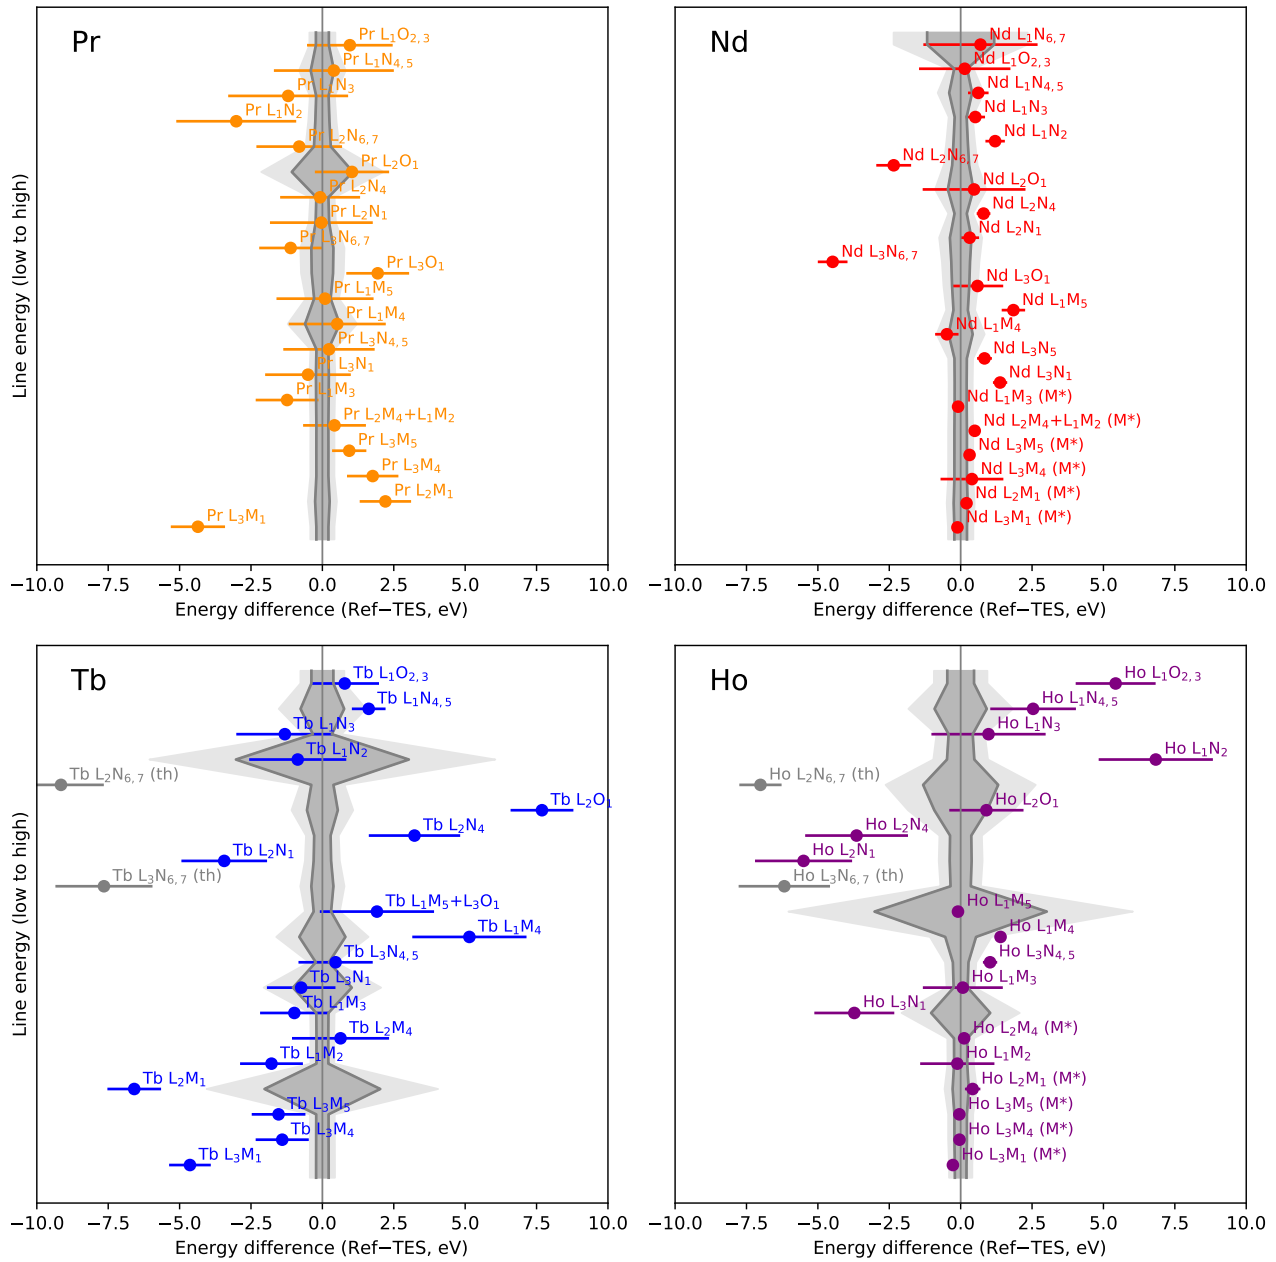 Pr
Pr L₁O₂,₃
Pr L₁N₄,₅
Pr L₁N₃
Pr L₁N₂
Pr L₂N₆,₇
Pr L₂O₁
Pr L₂N₄
Pr L₂N₁
Pr L₃N₆,₇
Pr L₃O₁
Pr L₁M₅
Pr L₁M₄
Pr L₃N₄,₅
Pr L₃N₁
Pr L₁M₃
Pr L₂M₄+L₁M₂
Pr L₃M₅
Pr L₃M₄
Pr L₂M₁
Pr L₃M₁
Line energy (low to high)
−10.0 −7.5 −5.0 −2.5 0.0 2.5 5.0 7.5 10.0
Energy difference (Ref−TES, eV)
Nd
Nd L₁N₆,₇
Nd L₁O₂,₃
Nd L₁N₄,₅
Nd L₁N₃
Nd L₁N₂
Nd L₂N₆,₇
Nd L₂O₁
Nd L₂N₄
Nd L₂N₁
Nd L₃N₆,₇
Nd L₃O₁
Nd L₁M₅
Nd L₁M₄
Nd L₃N₅
Nd L₃N₁
Nd L₁M₃ (M*)
Nd L₂M₄+L₁M₂ (M*)
Nd L₃M₅ (M*)
Nd L₃M₄ (M*)
Nd L₂M₁ (M*)
Nd L₃M₁ (M*)
−10.0 −7.5 −5.0 −2.5 0.0 2.5 5.0 7.5 10.0
Energy difference (Ref−TES, eV)
Tb
Tb L₁O₂,₃
Tb L₁N₄,₅
Tb L₁N₃
Tb L₁N₂
Tb L₂N₆,₇ (th)
Tb L₂O₁
Tb L₂N₄
Tb L₂N₁
Tb L₃N₆,₇ (th)
Tb L₁M₅+L₃O₁
Tb L₁M₄
Tb L₃N₄,₅
Tb L₃N₁
Tb L₁M₃
Tb L₂M₄
Tb L₁M₂
Tb L₂M₁
Tb L₃M₅
Tb L₃M₄
Tb L₃M₁
Line energy (low to high)
−10.0 −7.5 −5.0 −2.5 0.0 2.5 5.0 7.5 10.0
Energy difference (Ref−TES, eV)
Ho
Ho L₁O₂,₃
Ho L₁N₄,₅
Ho L₁N₃
Ho L₁N₂
Ho L₂N₆,₇ (th)
Ho L₂O₁
Ho L₂N₄
Ho L₂N₁
Ho L₃N₆,₇ (th)
Ho L₁M₅
Ho L₁M₄
Ho L₃N₄,₅
Ho L₁M₃
Ho L₃N₁
Ho L₂M₄ (M*)
Ho L₁M₂
Ho L₂M₁ (M*)
Ho L₃M₅ (M*)
Ho L₃M₄ (M*)
Ho L₃M₁ (M*)
−10.0 −7.5 −5.0 −2.5 0.0 2.5 5.0 7.5 10.0
Energy difference (Ref−TES, eV)